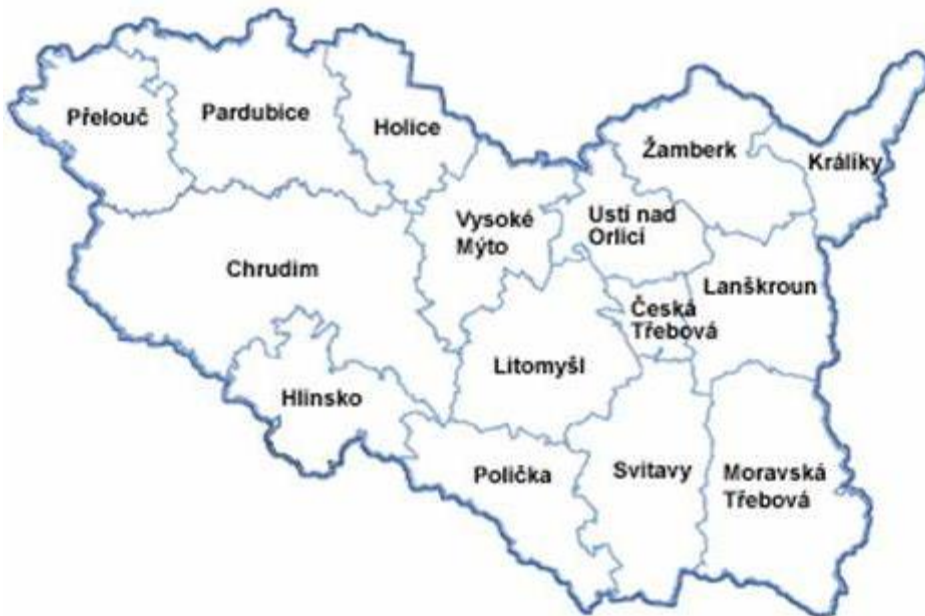 Přelouč
Pardubice
Holice
Žamberk
Králíky
Vysoké
Mýto
Ústí nad
Orlicí
Chrudim
Lanškroun
Česká
Třebová
Litomyšl
Hlinsko
Polička
Svitavy
Moravská
Třebová